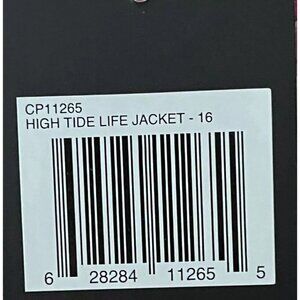 CP11265
HIGH TIDE LIFE JACKET - 16
6 28284 11265 5